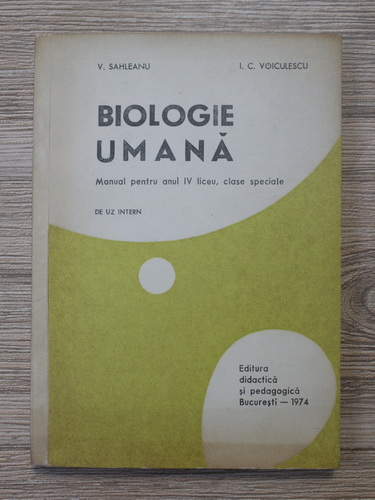 V. SAHLEANU I. C. VOICULESCU
BIOLOGIE
UMANĂ
Manual pentru anul IV liceu, clase speciale
DE UZ INTERN
Editura
didactică
și pedagogică
București — 1974